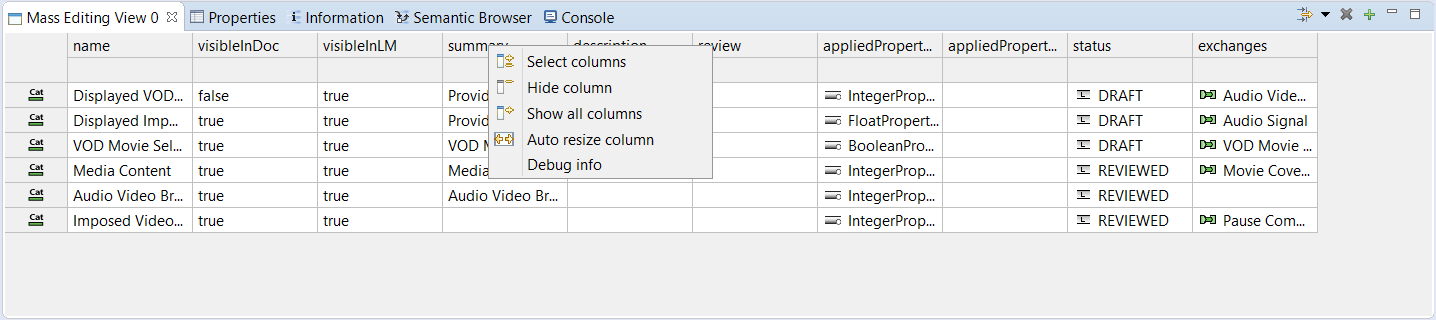 Mass Editing View 0 Properties Information Semantic Browser Console
name visibleInDoc visibleInLM summary description review appliedPropert... appliedPropert... status exchanges
Select columns
Hide column
Show all columns
Auto resize column
Debug info
Cat Displayed VOD... false true Provid IntegerProp... DRAFT Audio Vide...
Cat Displayed Imp... true true Provid FloatPropert... DRAFT Audio Signal
Cat VOD Movie Sel... true true VOD M BooleanPro... DRAFT VOD Movie ...
Cat Media Content true true Media IntegerProp... REVIEWED Movie Cove...
Cat Audio Video Br... true true Audio Video Br... IntegerProp... REVIEWED
Cat Imposed Video... true true IntegerProp... REVIEWED Pause Com...